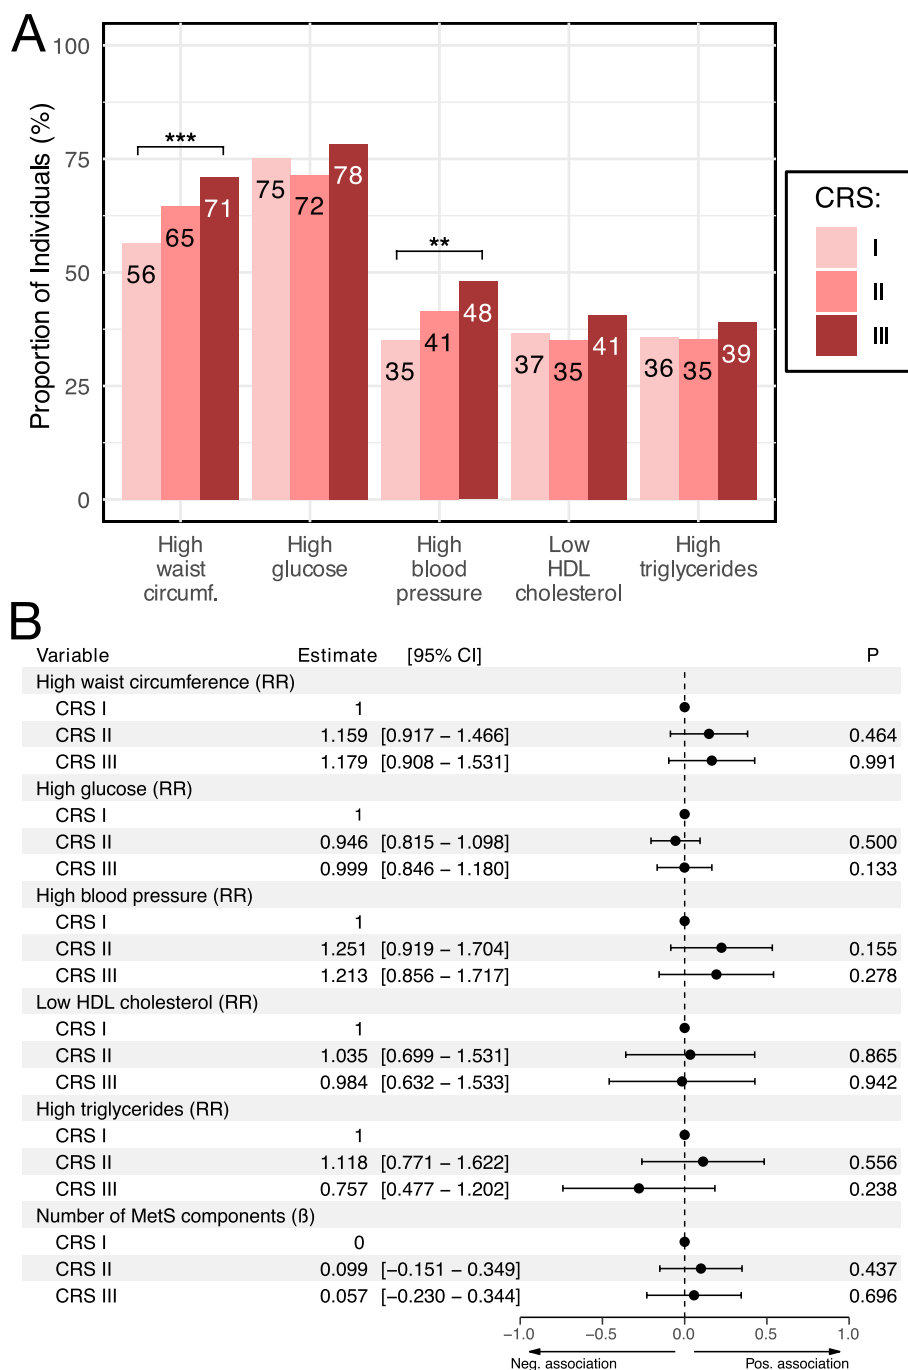 A
Proportion of Individuals (%)
100
75
50
25
0
***
**
56
65
71
75
72
78
35
41
48
37
35
41
36
35
39
High
waist
circumf.
High
glucose
High
blood
pressure
Low
HDL
cholesterol
High
triglycerides
CRS:
I
II
III
B
Variable Estimate [95% CI] P
High waist circumference (RR)
CRS I 1
CRS II 1.159 [0.917 − 1.466] 0.464
CRS III 1.179 [0.908 − 1.531] 0.991
High glucose (RR)
CRS I 1
CRS II 0.946 [0.815 − 1.098] 0.500
CRS III 0.999 [0.846 − 1.180] 0.133
High blood pressure (RR)
CRS I 1
CRS II 1.251 [0.919 − 1.704] 0.155
CRS III 1.213 [0.856 − 1.717] 0.278
Low HDL cholesterol (RR)
CRS I 1
CRS II 1.035 [0.699 − 1.531] 0.865
CRS III 0.984 [0.632 − 1.533] 0.942
High triglycerides (RR)
CRS I 1
CRS II 1.118 [0.771 − 1.622] 0.556
CRS III 0.757 [0.477 − 1.202] 0.238
Number of MetS components (ß)
CRS I 0
CRS II 0.099 [−0.151 − 0.349] 0.437
CRS III 0.057 [−0.230 − 0.344] 0.696
−1.0 −0.5 0.0 0.5 1.0
Neg. association Pos. association